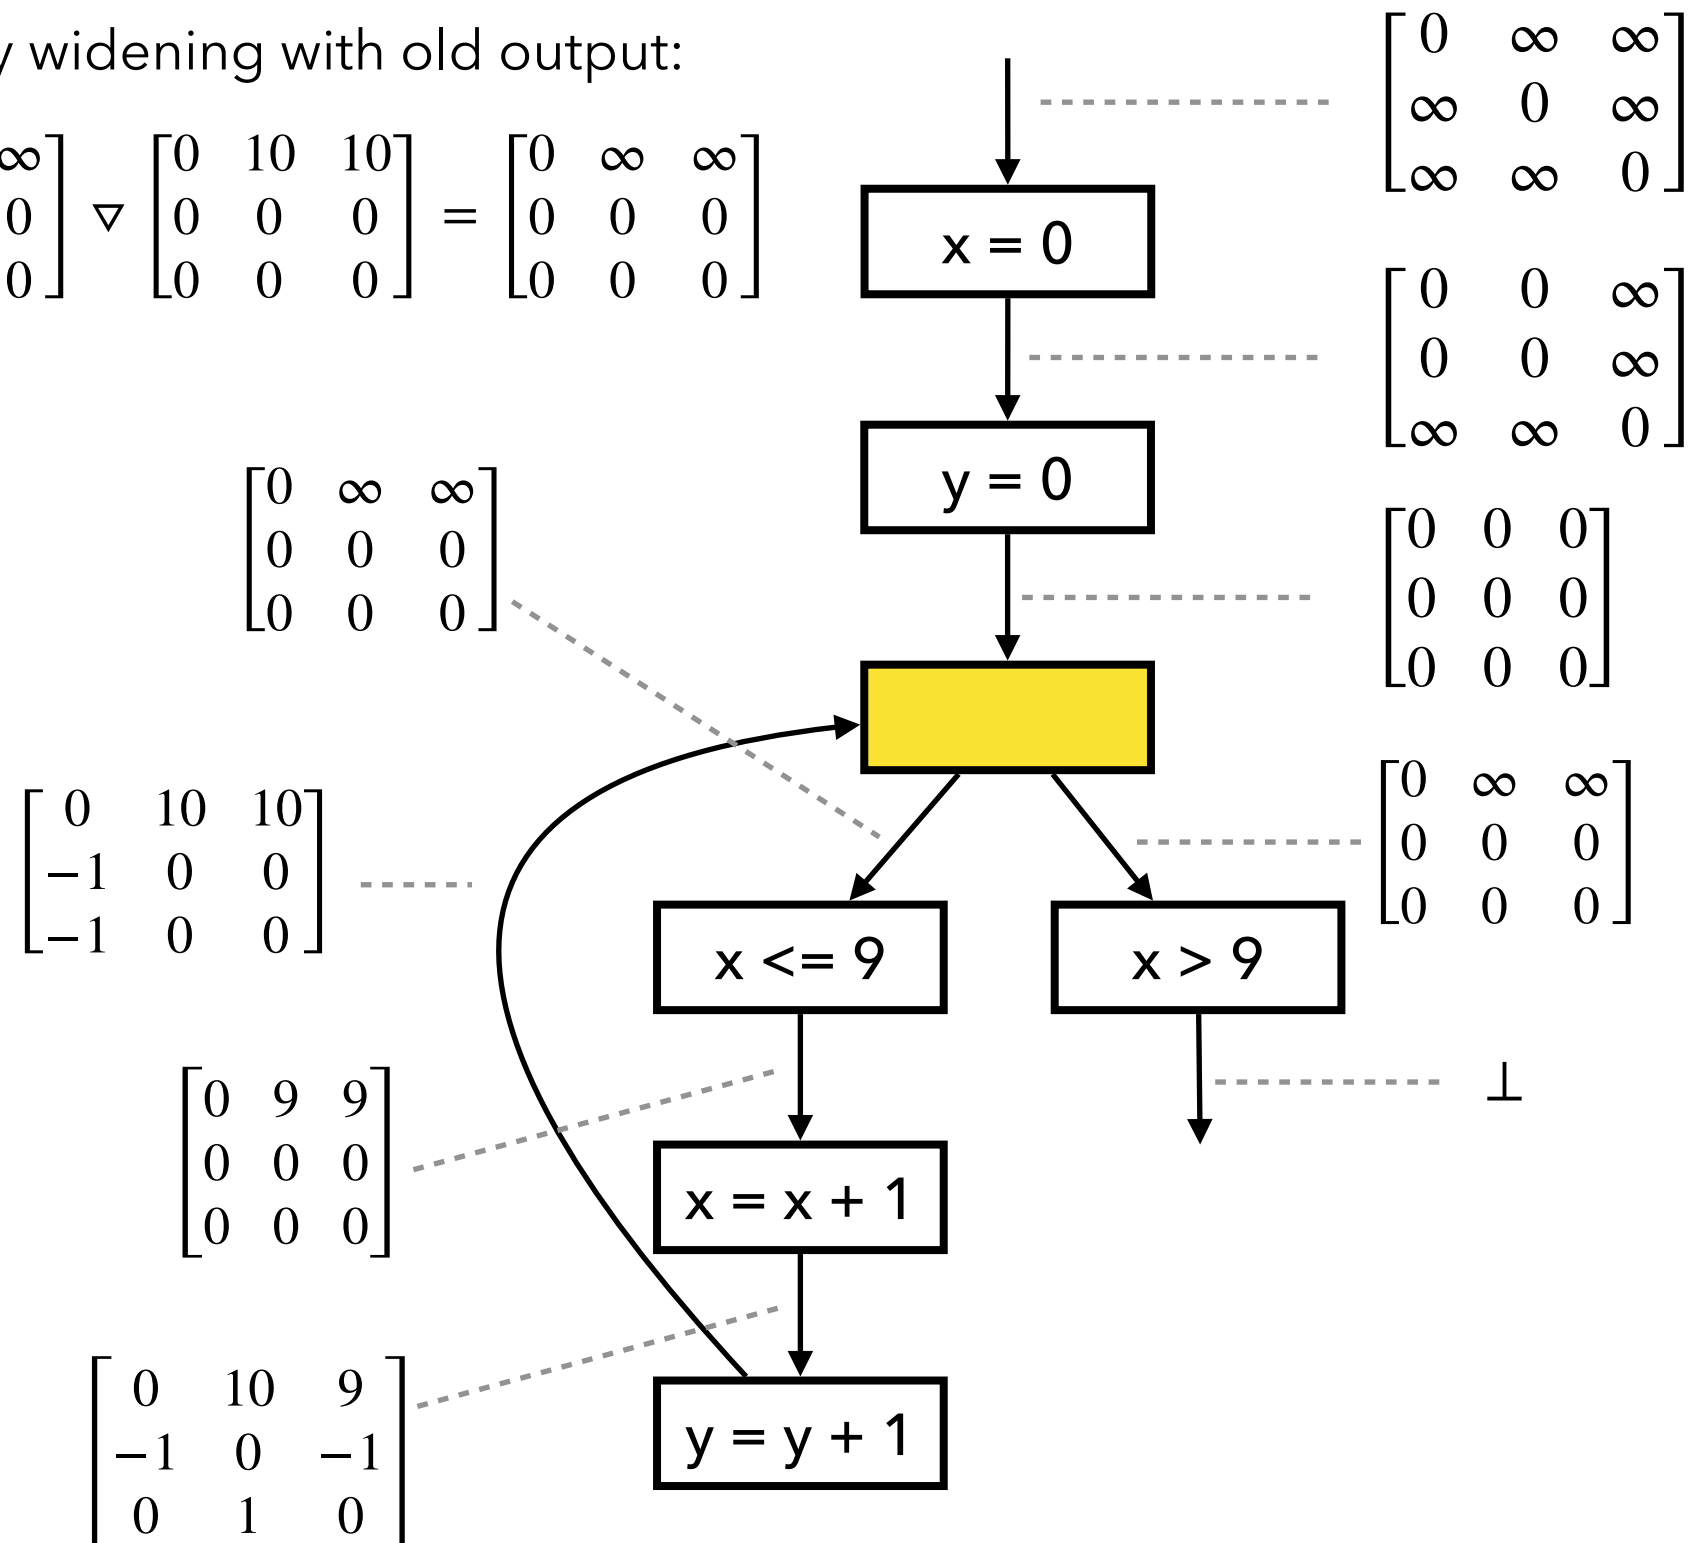 y widening with old output:
∞] ▽ [0 10 10] = [0 ∞ ∞]
0] [0 0 0] [0 0 0]
0] [0 0 0] [0 0 0]
[0 ∞ ∞]
[∞ 0 ∞]
[∞ ∞ 0]
x = 0
[0 0 ∞]
[0 0 ∞]
[∞ ∞ 0]
y = 0
[0 ∞ ∞]
[0 0 0]
[0 0 0]
[0 0 0]
[0 0 0]
[0 0 0]
[0 10 10]
[−1 0 0]
[−1 0 0]
[0 ∞ ∞]
[0 0 0]
[0 0 0]
x <= 9
x > 9
[0 9 9]
[0 0 0]
[0 0 0]
⊥
x = x + 1
[0 10 9]
[−1 0 −1]
[0 1 0]
y = y + 1